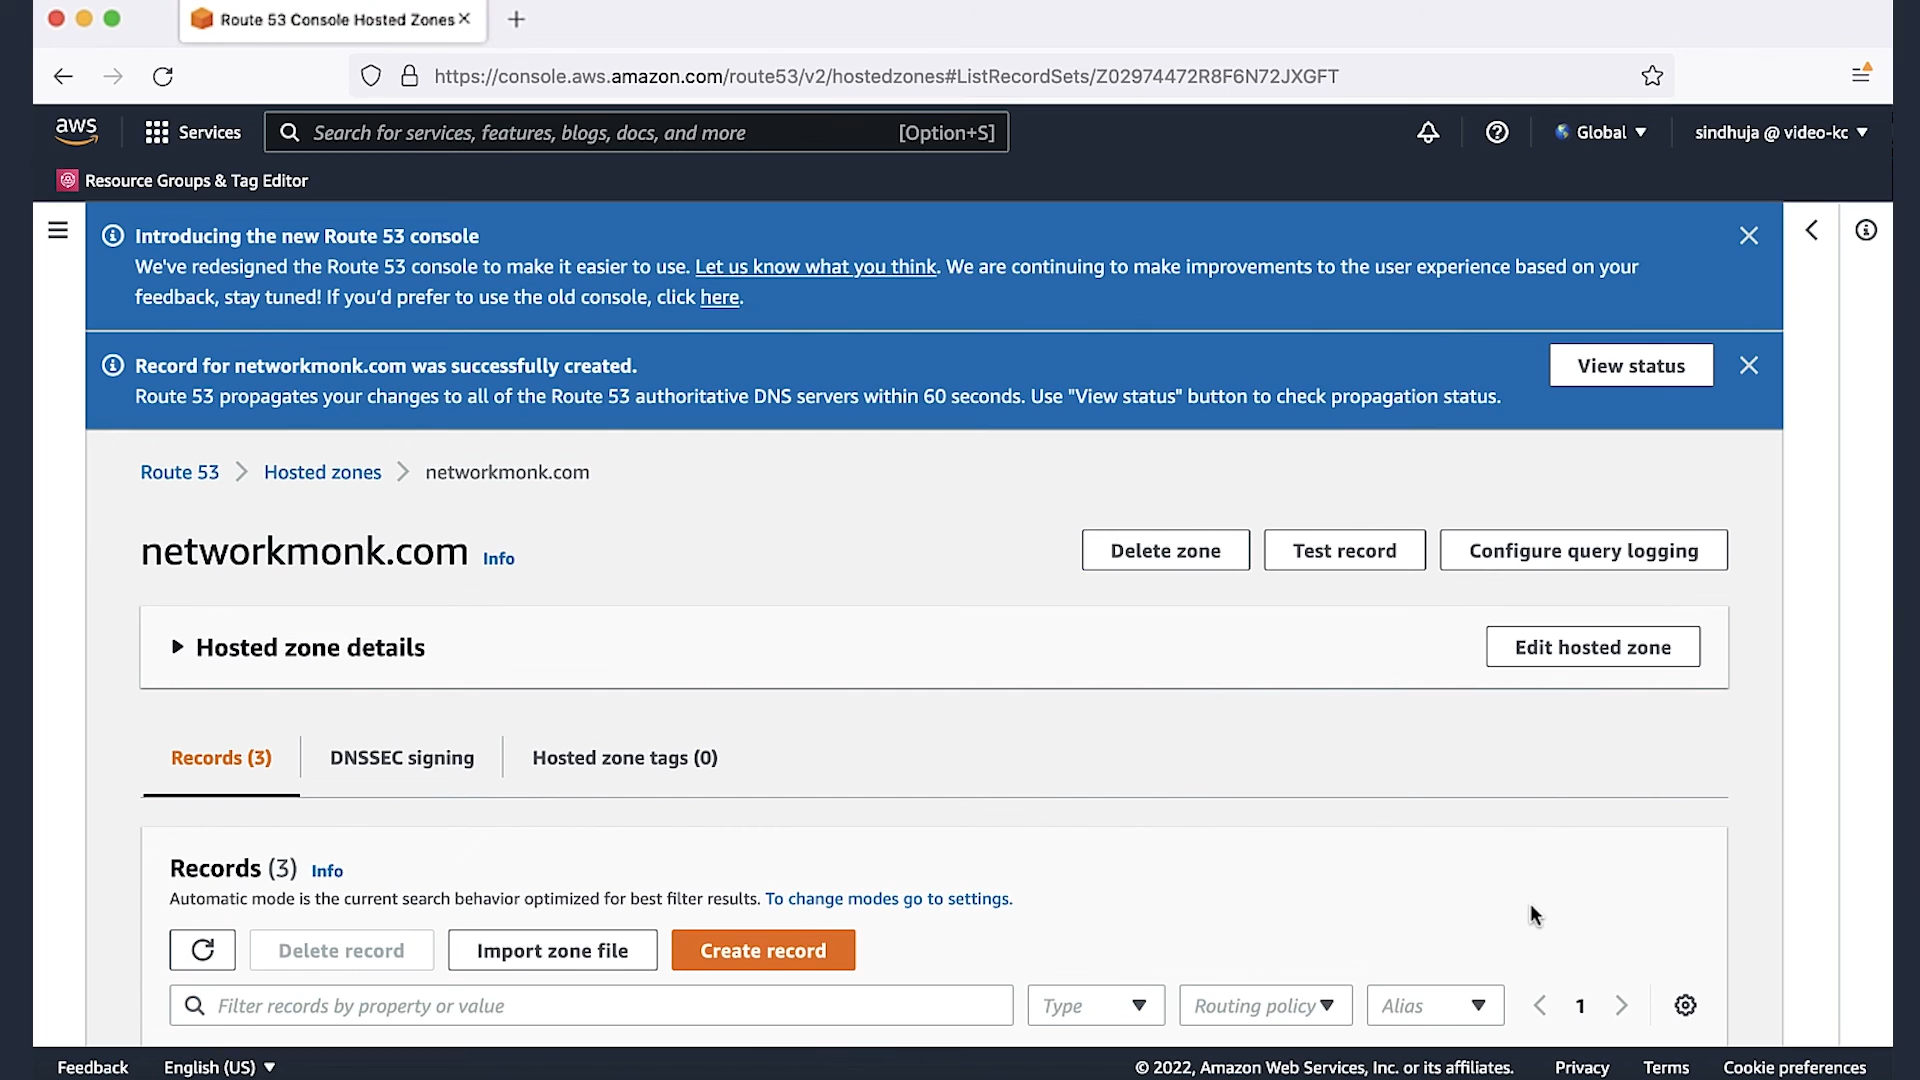 Route 53 Console Hosted Zones
https://console.aws.amazon.com/route53/v2/hostedzones#ListRecordSets/Z02974472R8F6N72JXGFT
aws
Services
Search for services, features, blogs, docs, and more
[Option+S]
Global
sindhuja @ video-kc
Resource Groups & Tag Editor
Introducing the new Route 53 console
We've redesigned the Route 53 console to make it easier to use. Let us know what you think. We are continuing to make improvements to the user experience based on your
feedback, stay tuned! If you'd prefer to use the old console, click here.
Record for networkmonk.com was successfully created.
View status
Route 53 propagates your changes to all of the Route 53 authoritative DNS servers within 60 seconds. Use "View status" button to check propagation status.
Route 53
Hosted zones
networkmonk.com
networkmonk.com Info
Delete zone
Test record
Configure query logging
Hosted zone details
Edit hosted zone
Records (3)
DNSSEC signing
Hosted zone tags (0)
Records (3) Info
Automatic mode is the current search behavior optimized for best filter results. To change modes go to settings.
Delete record
Import zone file
Create record
Filter records by property or value
Type
Routing policy
Alias
1
Feedback
English (US)
© 2022, Amazon Web Services, Inc. or its affiliates.
Privacy
Terms
Cookie preferences